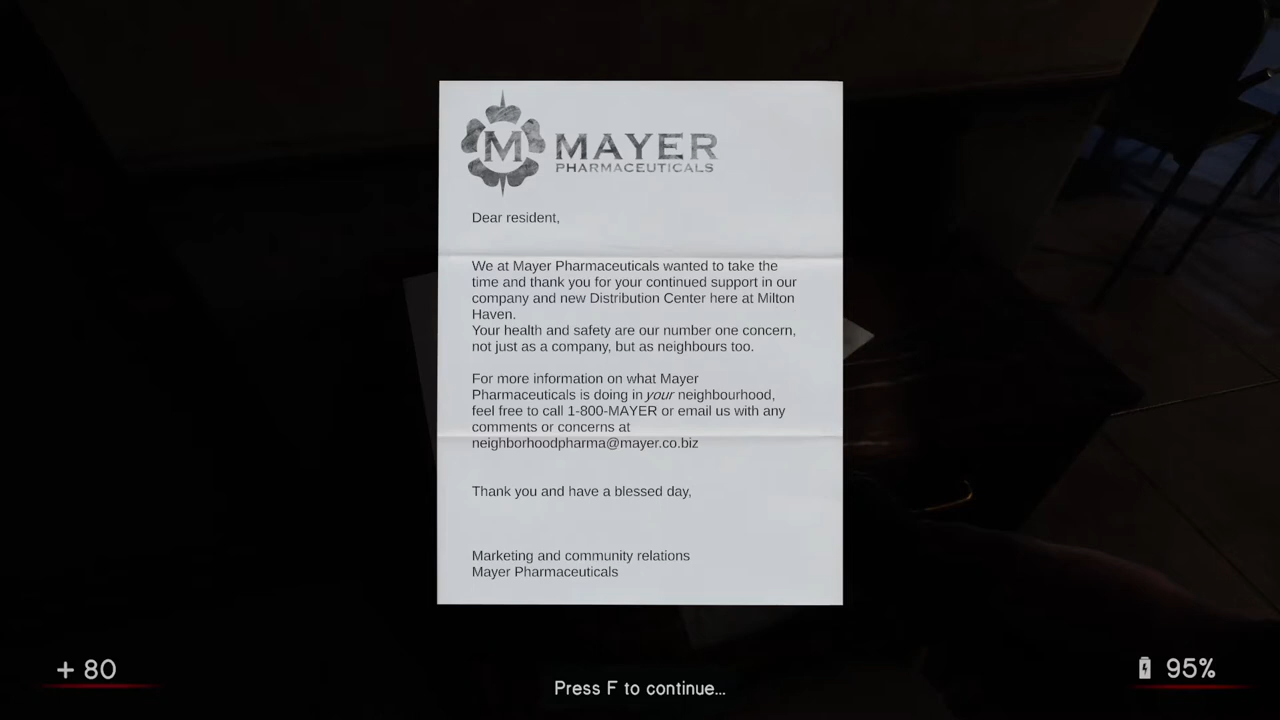 M
MAYER
PHARMACEUTICALS
Dear resident,
We at Mayer Pharmaceuticals wanted to take the
time and thank you for your continued support in our
company and new Distribution Center here at Milton
Haven.
Your health and safety are our number one concern,
not just as a company, but as neighbours too.
For more information on what Mayer
Pharmaceuticals is doing in your neighbourhood,
feel free to call 1-800-MAYER or email us with any
comments or concerns at
neighborhoodpharma@mayer.co.biz
Thank you and have a blessed day,
Marketing and community relations
Mayer Pharmaceuticals
+ 80
Press F to continue...
95%